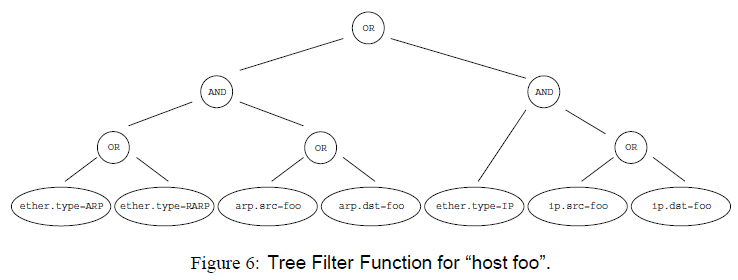 OR
AND
AND
OR
OR
OR
ether.type=ARP
ether.type=RARP
arp.src=foo
arp.dst=foo
ether.type=IP
ip.src=foo
ip.dst=foo
Figure 6: Tree Filter Function for “host foo”.